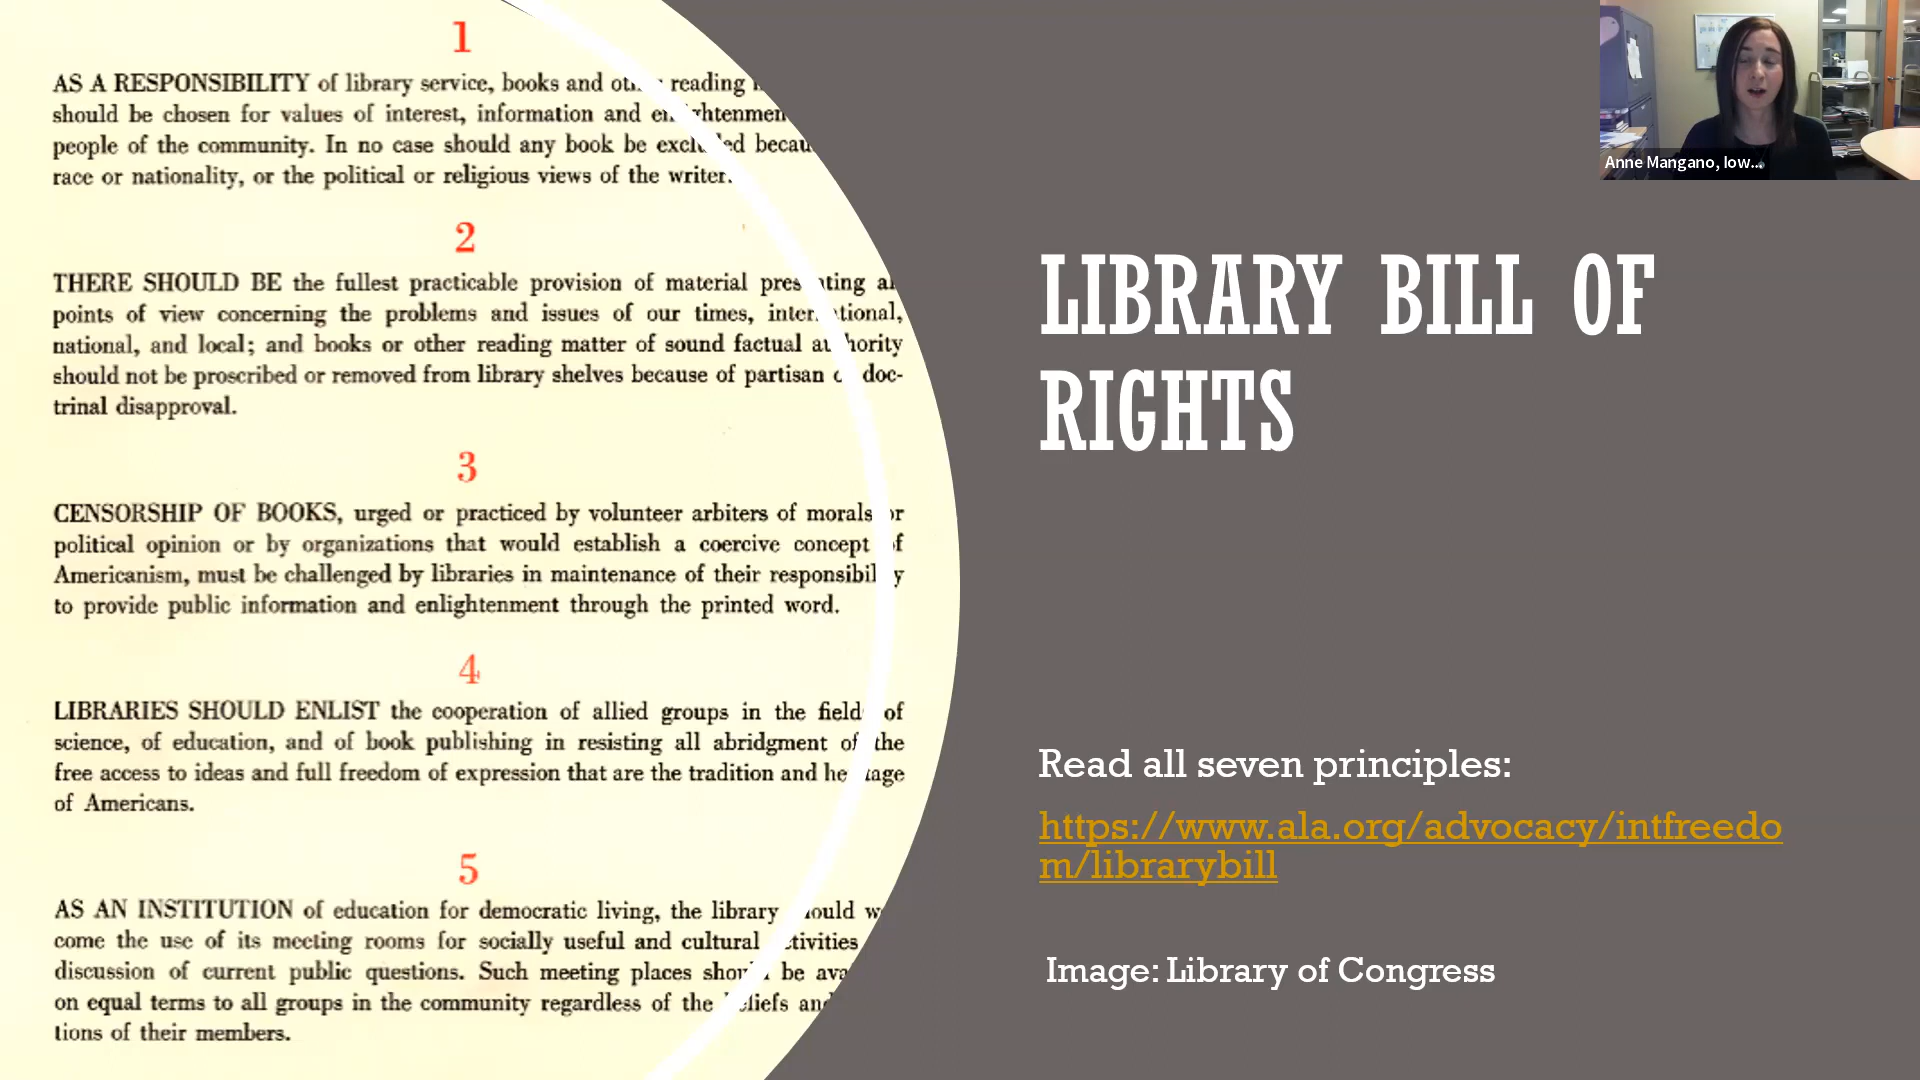 1
AS A RESPONSIBILITY of library service, books and reading
should be chosen for values of interest, information and
people of the community. In no case should any book be
race or nationality, or the political or religious views of the writer.
2
THERE SHOULD BE the fullest practicable provision of material
points of view concerning the problems and issues of our times,
national, and local; and books or other reading matter of sound factual
should not be proscribed or removed from library shelves because of partisan doc-
trinal disapproval.
3
CENSORSHIP OF BOOKS, urged or practiced by volunteer arbiters of morals
political opinion or by organizations that would establish a coercive concept
Americanism, must be challenged by libraries in maintenance of their
to provide public information and enlightenment through the printed word.
4
LIBRARIES SHOULD ENLIST the cooperation of allied groups in the field of
science, of education, and of book publishing in resisting all abridgment of the
free access to ideas and full freedom of expression that are the tradition and
of Americans.
5
AS AN INSTITUTION of education for democratic living, the library
come the use of its meeting rooms for socially useful and cultural
discussion of current public questions. Such meeting places be
on equal terms to all groups in the community regardless of the
tions of their members.
LIBRARY BILL OF
RIGHTS
Read all seven principles:
https://www.ala.org/advocacy/intfreedo
m/librarybill
Image: Library of Congress
Anne Mangano, Iow...